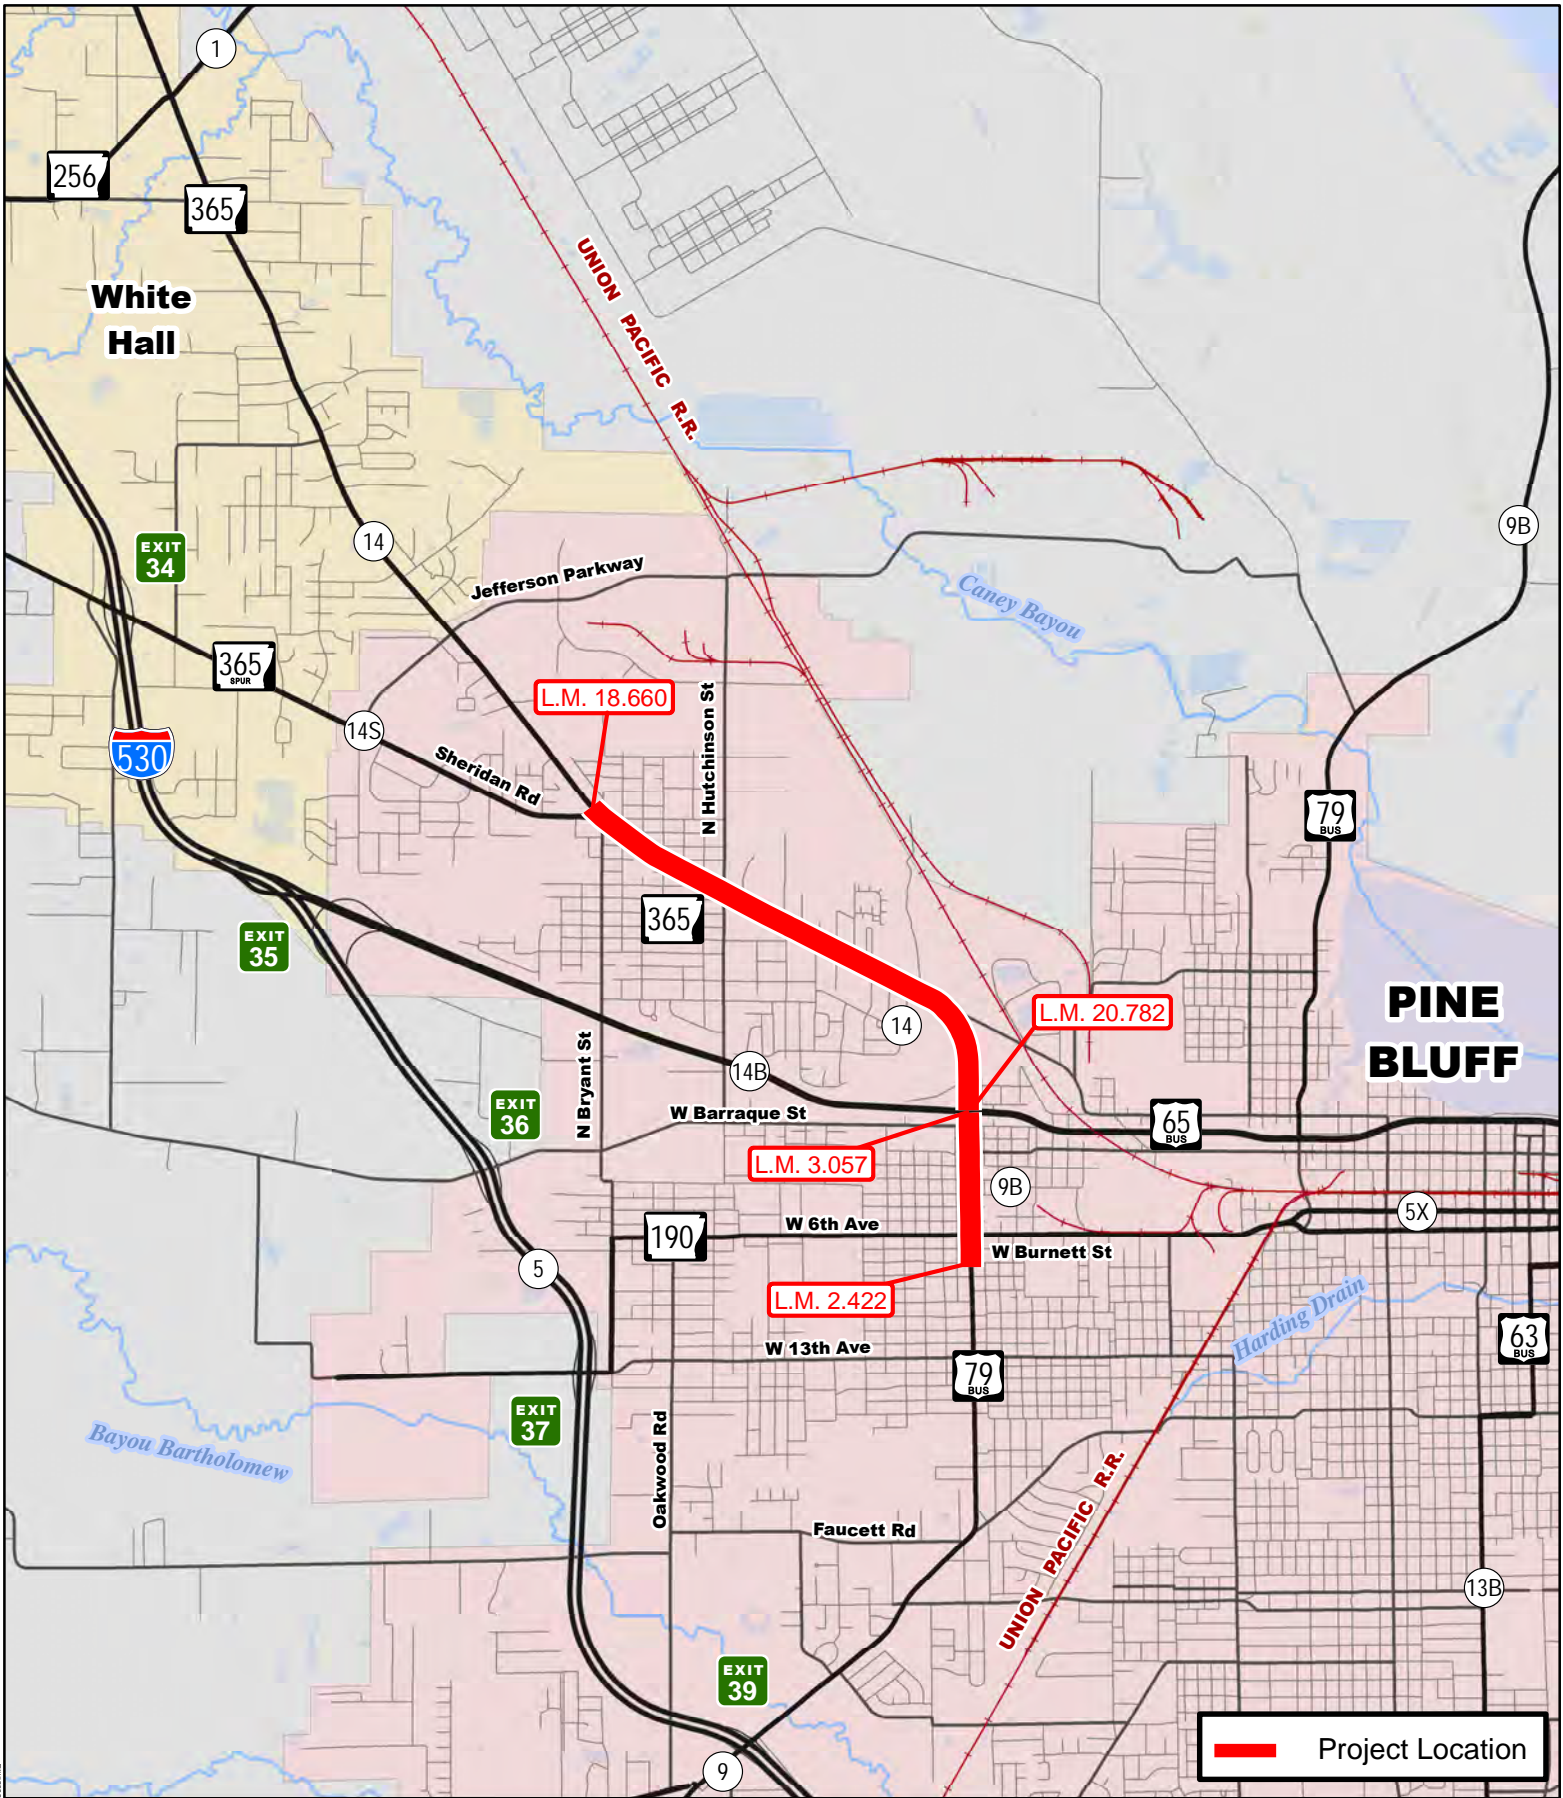 1
256
365
White
Hall
UNION PACIFIC R.R.
9B
EXIT
34
14
Jefferson Parkway
Caney Bayou
365
SPUR
L.M. 18.660
14S
530
Sheridan Rd
N Hutchinson St
79
BUS
365
EXIT
35
PINE
BLUFF
L.M. 20.782
14
14B
N Bryant St
EXIT
36
W Barraque St
65
BUS
L.M. 3.057
9B
190
W 6th Ave
5X
W Burnett St
5
L.M. 2.422
Harding Drain
63
BUS
W 13th Ave
79
BUS
EXIT
37
Bayou Bartholomew
Oakwood Rd
Faucett Rd
UNION PACIFIC R.R.
13B
EXIT
39
9
Project Location